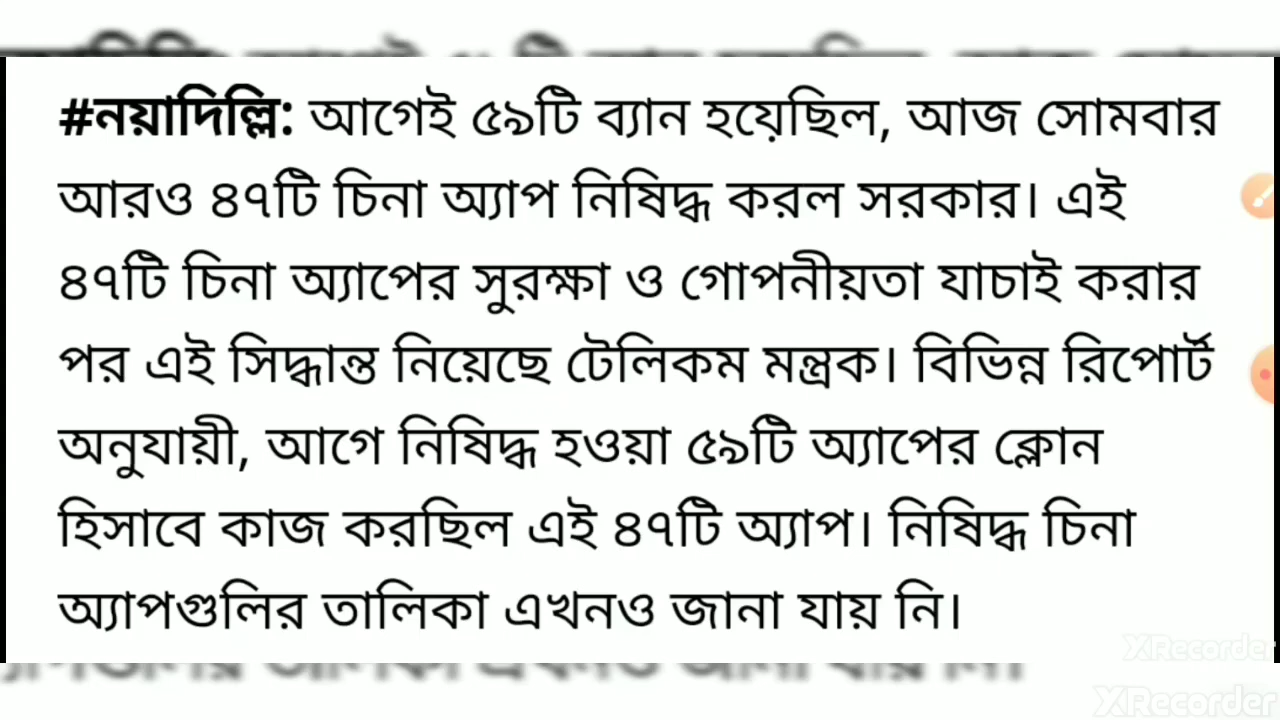 #নয়াদিল্লি: আগেই ৫৯টি ব্যান হয়েছিল, আজ সোমবার
আরও ৪৭টি চিনা অ্যাপ নিষিদ্ধ করল সরকার। এই
৪৭টি চিনা অ্যাপের সুরক্ষা ও গোপনীয়তা যাচাই করার
পর এই সিদ্ধান্ত নিয়েছে টেলিকম মন্ত্রক। বিভিন্ন রিপোর্ট
অনুযায়ী, আগে নিষিদ্ধ হওয়া ৫৯টি অ্যাপের ক্লোন
হিসাবে কাজ করছিল এই ৪৭টি অ্যাপ। নিষিদ্ধ চিনা
অ্যাপগুলির তালিকা এখনও জানা যায় নি।
XRecorder
XRecorder